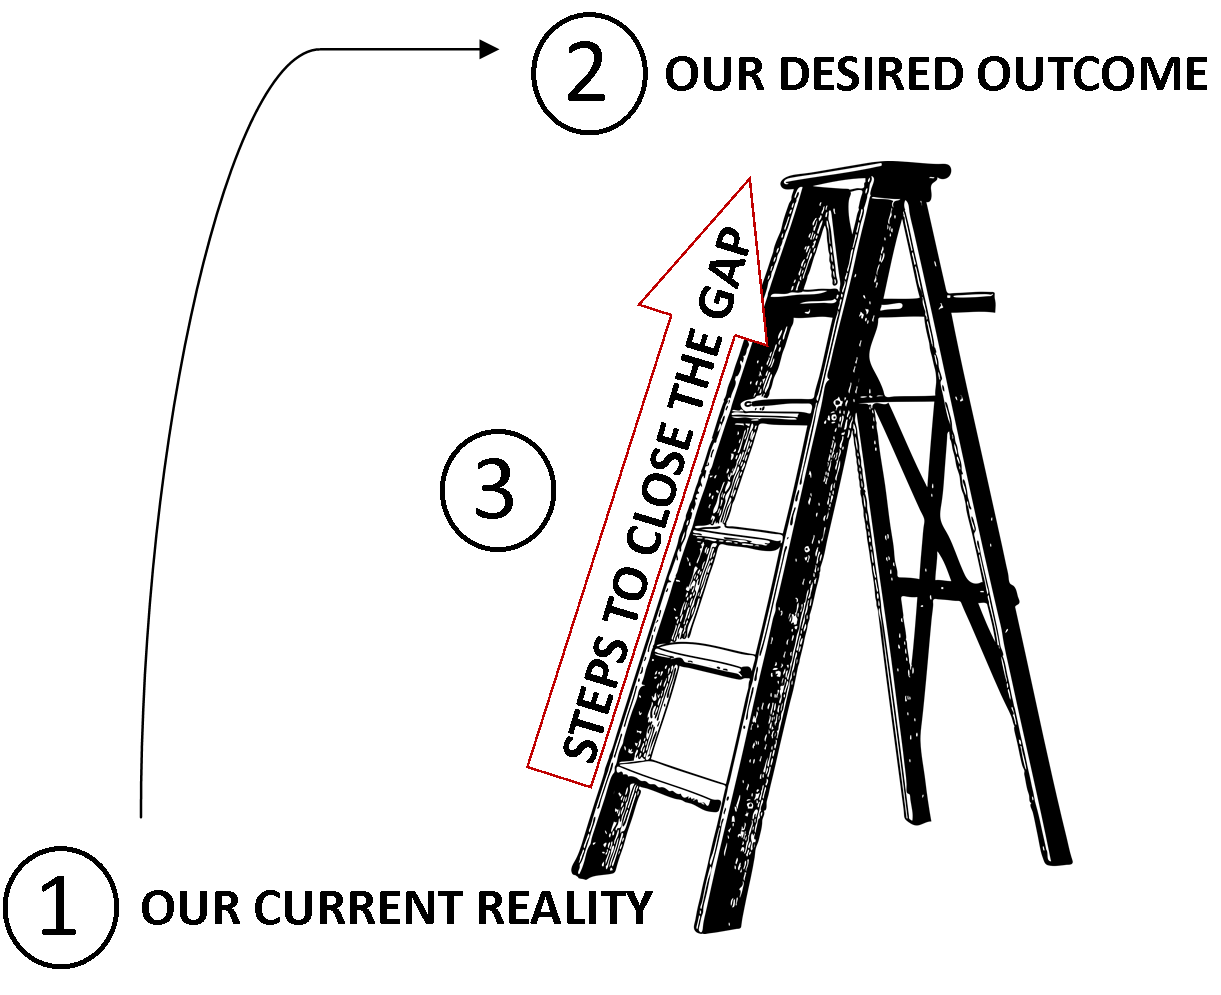 2 OUR DESIRED OUTCOME
3
STEPS TO CLOSE THE GAP
1 OUR CURRENT REALITY